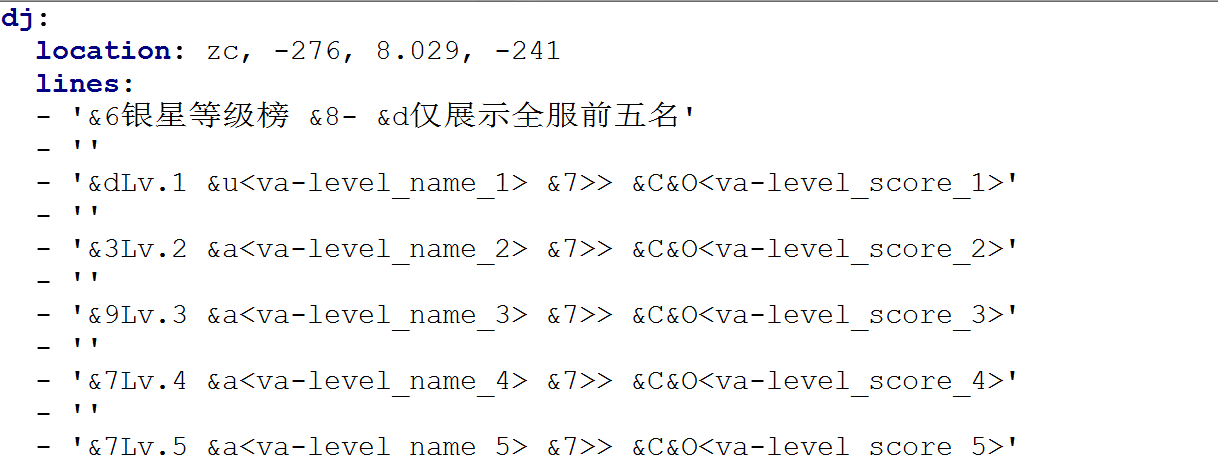 dj:
  location: zc, -276, 8.029, -241
  lines:
  - '&6银星等级榜 &8- &d仅展示全服前五名'
  - ''
  - '&dLv.1 &u<va-level_name_1> &7>> &C&O<va-level_score_1>'
  - ''
  - '&3Lv.2 &a<va-level_name_2> &7>> &C&O<va-level_score_2>'
  - ''
  - '&9Lv.3 &a<va-level_name_3> &7>> &C&O<va-level_score_3>'
  - ''
  - '&7Lv.4 &a<va-level_name_4> &7>> &C&O<va-level_score_4>'
  - ''
  - '&7Lv.5 &a<va-level_name_5> &7>> &C&O<va-level_score_5>'